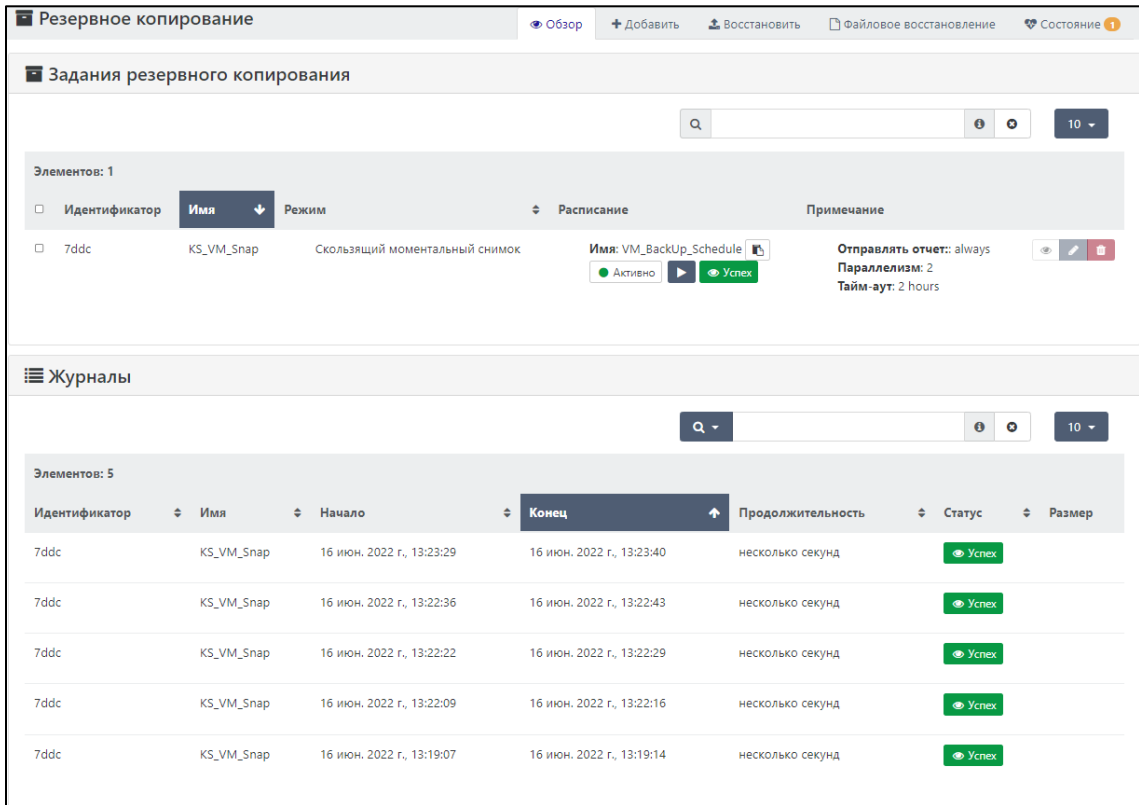 Резервное копирование
Обзор Добавить Восстановить Файловое восстановление Состояние 1
Задания резервного копирования
10
Элементов: 1
Идентификатор Имя Режим Расписание Примечание
7ddc KS_VM_Snap Скользящий моментальный снимок Имя: VM_BackUp_Schedule Отправлять отчет:: always
Активно Успех Параллелизм: 2
Тайм-аут: 2 hours
Журналы
10
Элементов: 5
Идентификатор Имя Начало Конец Продолжительность Статус Размер
7ddc KS_VM_Snap 16 июн. 2022 г., 13:23:29 16 июн. 2022 г., 13:23:40 несколько секунд Успех
7ddc KS_VM_Snap 16 июн. 2022 г., 13:22:36 16 июн. 2022 г., 13:22:43 несколько секунд Успех
7ddc KS_VM_Snap 16 июн. 2022 г., 13:22:22 16 июн. 2022 г., 13:22:29 несколько секунд Успех
7ddc KS_VM_Snap 16 июн. 2022 г., 13:22:09 16 июн. 2022 г., 13:22:16 несколько секунд Успех
7ddc KS_VM_Snap 16 июн. 2022 г., 13:19:07 16 июн. 2022 г., 13:19:14 несколько секунд Успех